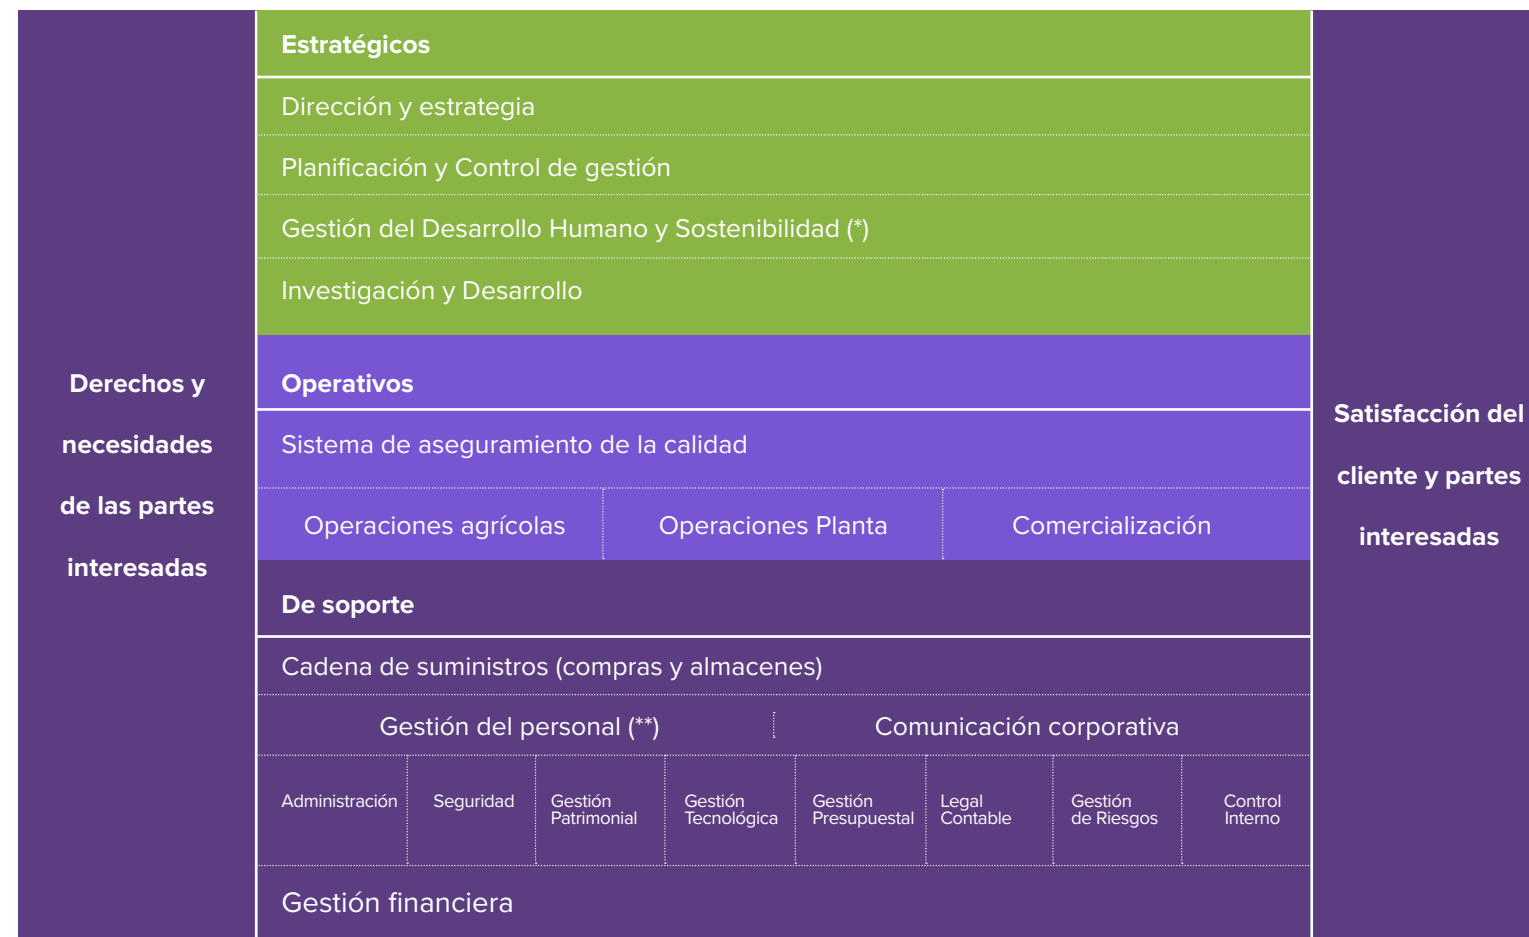 Derechos y
necesidades
de las partes
interesadas
Estratégicos
Dirección y estrategia
Planificación y Control de gestión
Gestión del Desarrollo Humano y Sostenibilidad (*)
Investigación y Desarrollo
Operativos
Sistema de aseguramiento de la calidad
Operaciones agrícolas
Operaciones Planta
Comercialización
De soporte
Cadena de suministros (compras y almacenes)
Gestión del personal (**)
Comunicación corporativa
Administración
Seguridad
Gestión
Patrimonial
Gestión
Tecnológica
Gestión
Presupuestal
Legal
Contable
Gestión
de Riesgos
Control
Interno
Gestión financiera
Satisfacción del
cliente y partes
interesadas